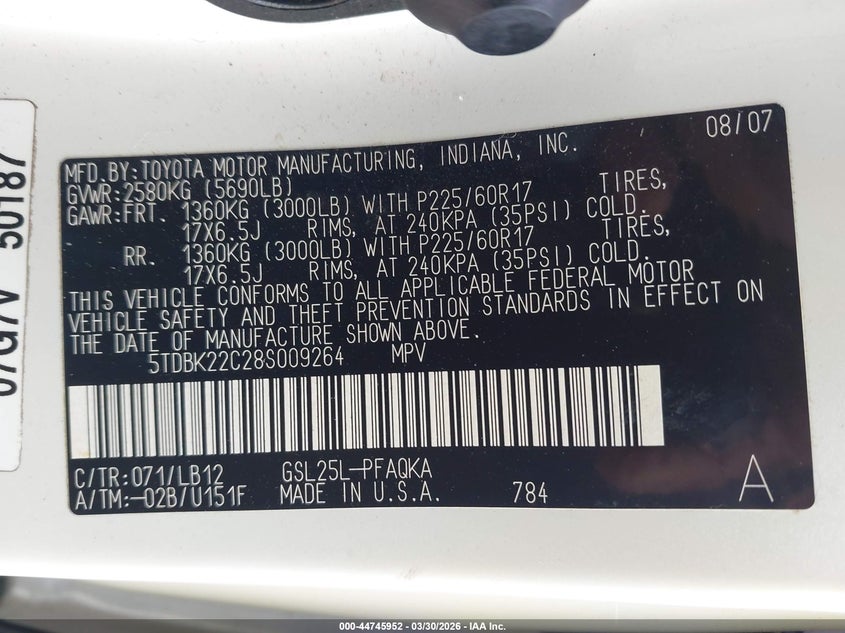 08/07
MFD. BY: TOYOTA MOTOR MANUFACTURING, INDIANA, INC.
GVWR: 2580KG (5690LB)
GAWR: FRT. 1360KG (3000LB) WITH P225/60R17 TIRES,
17X6.5J RIMS, AT 240KPA (35PSI) COLD.
RR. 1360KG (3000LB) WITH P225/60R17 TIRES,
17X6.5J RIMS, AT 240KPA (35PSI) COLD.
THIS VEHICLE CONFORMS TO ALL APPLICABLE FEDERAL MOTOR
VEHICLE SAFETY AND THEFT PREVENTION STANDARDS IN EFFECT ON
THE DATE OF MANUFACTURE SHOWN ABOVE.
5TDBK22C28S009264 MPV
C/TR: 071/LB12 GSL25L-PFAQKA
A/TM: -02B/U151F MADE IN U.S.A. 784 A
50187
000-44745952 - 03/30/2026 - IAA Inc.